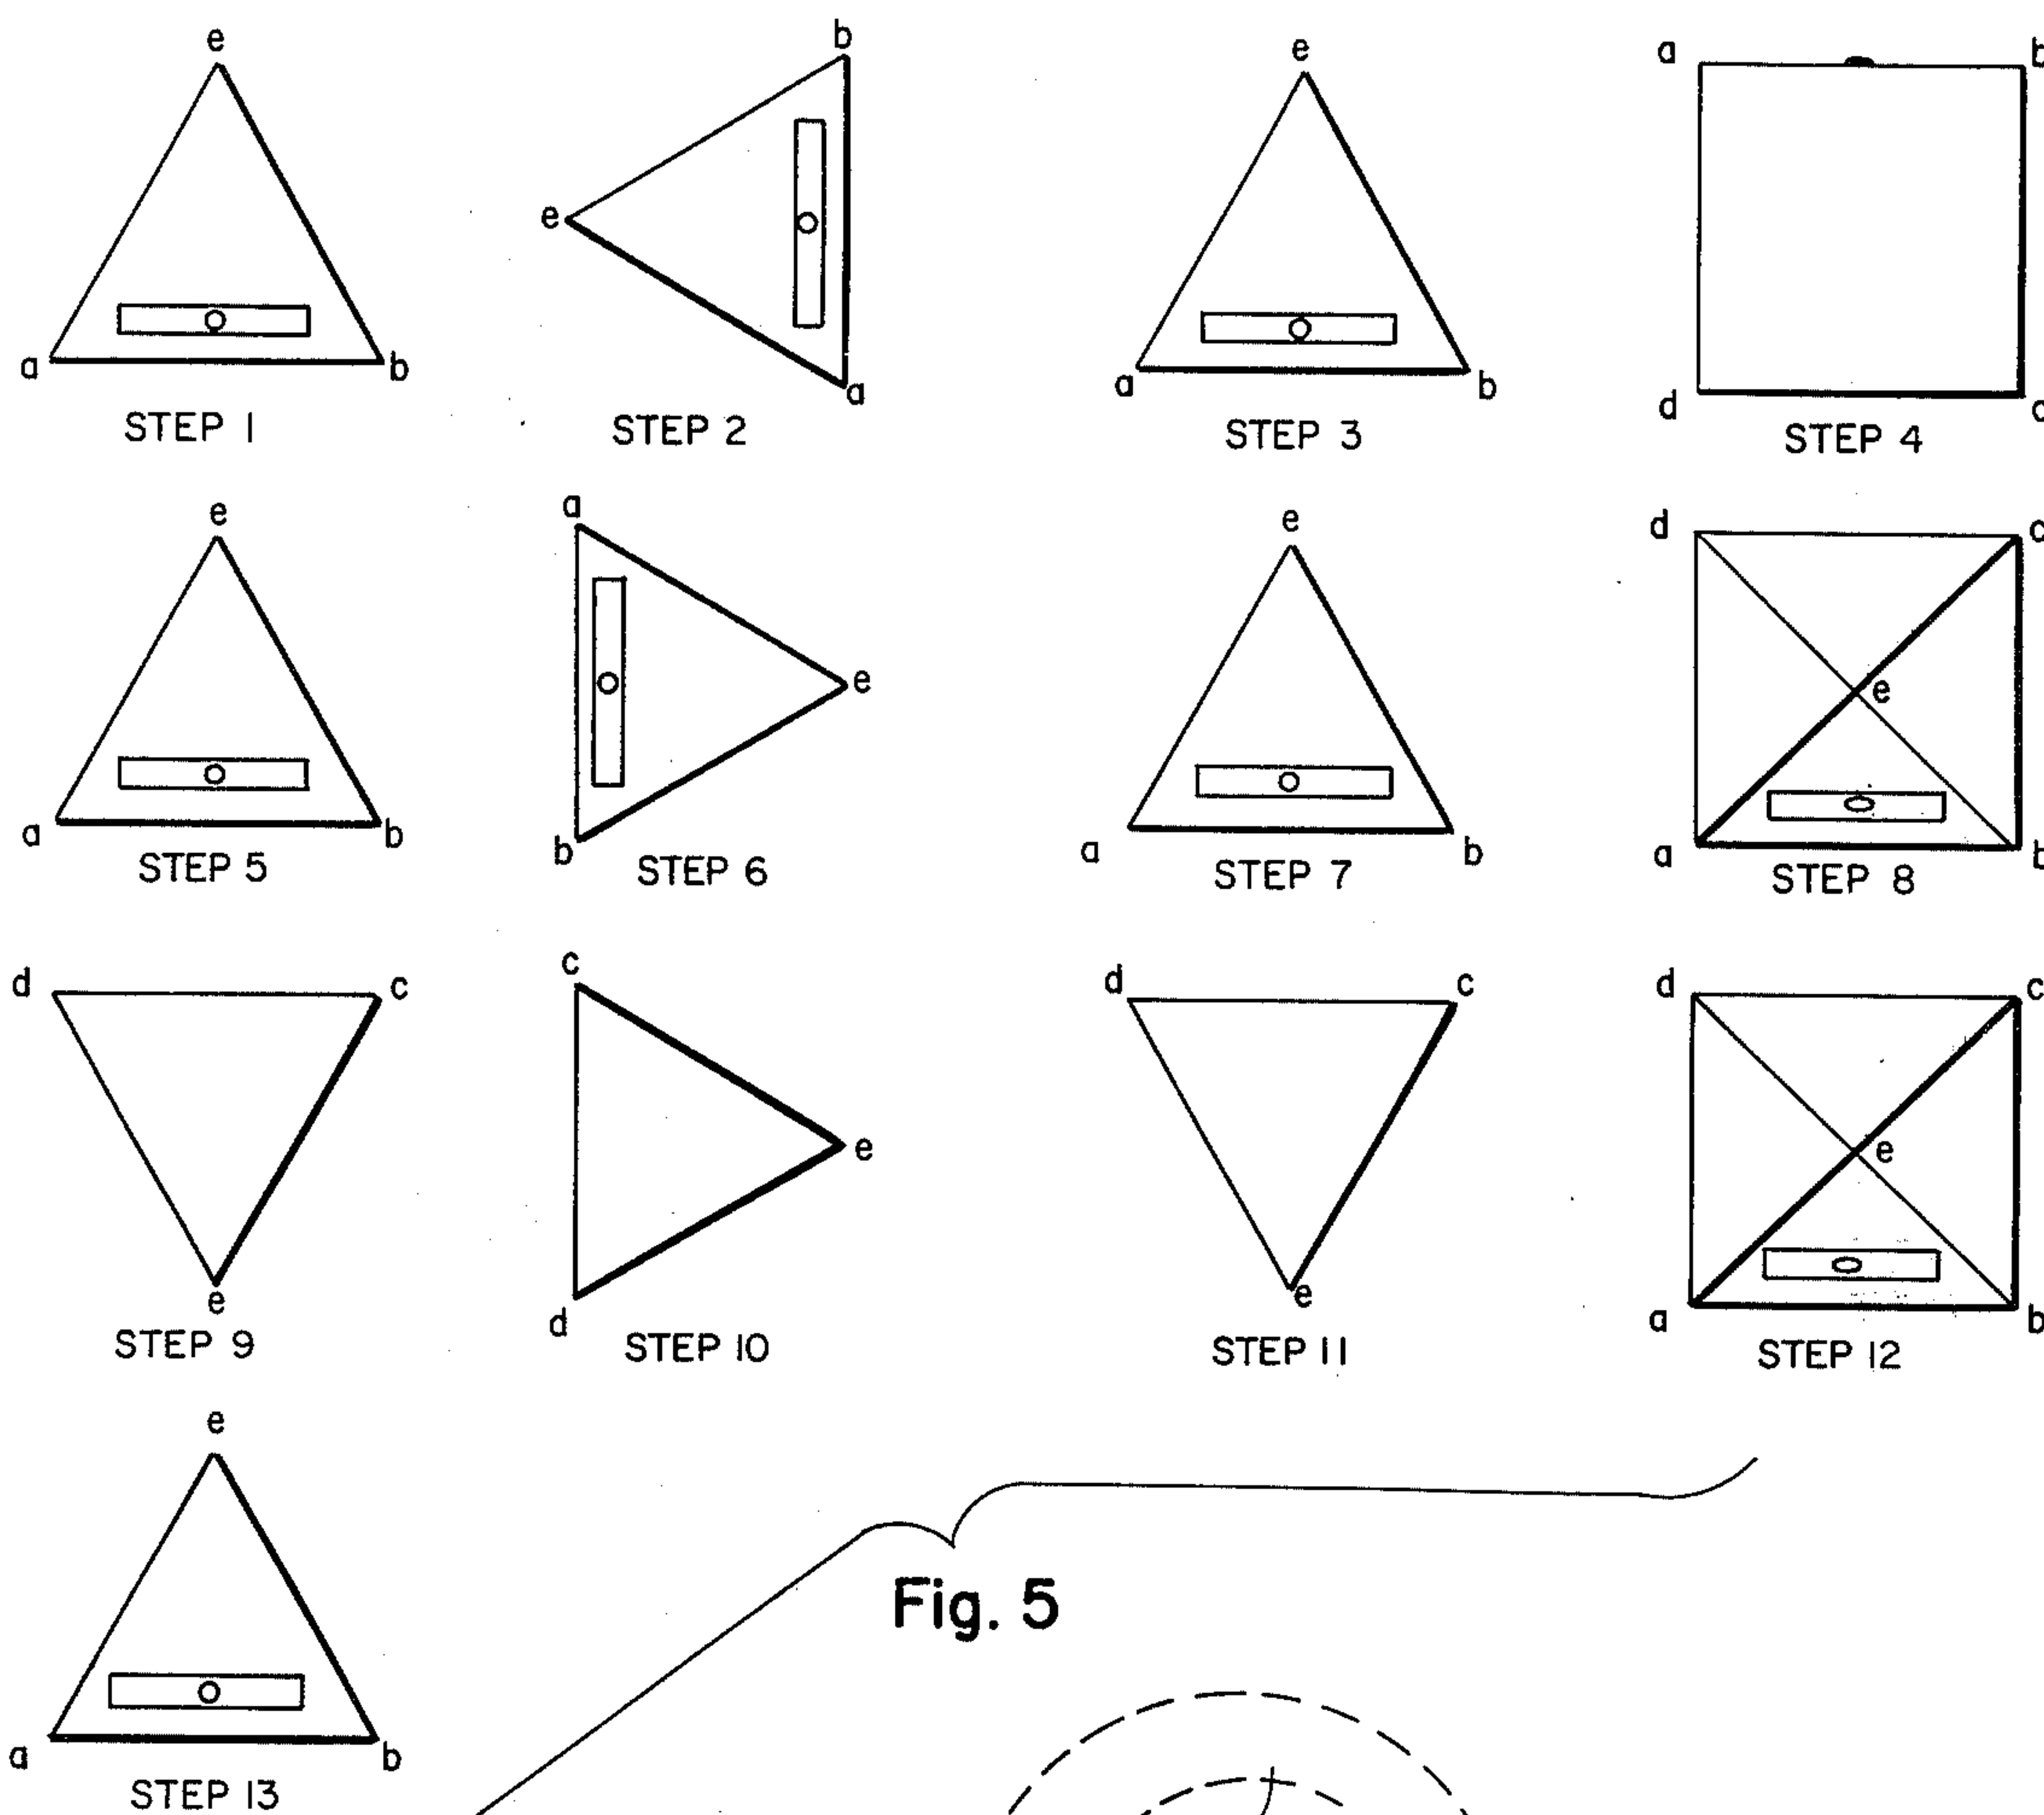 e
a b
STEP 1
b
e
a
STEP 2
e
a b
STEP 3
a b
d c
STEP 4
e
a b
STEP 5
a
e
b
STEP 6
e
a b
STEP 7
d c
e
a b
STEP 8
d c
e
STEP 9
c
e
d
STEP 10
d c
e
STEP 11
d c
e
a b
STEP 12
e
a b
STEP 13
Fig. 5